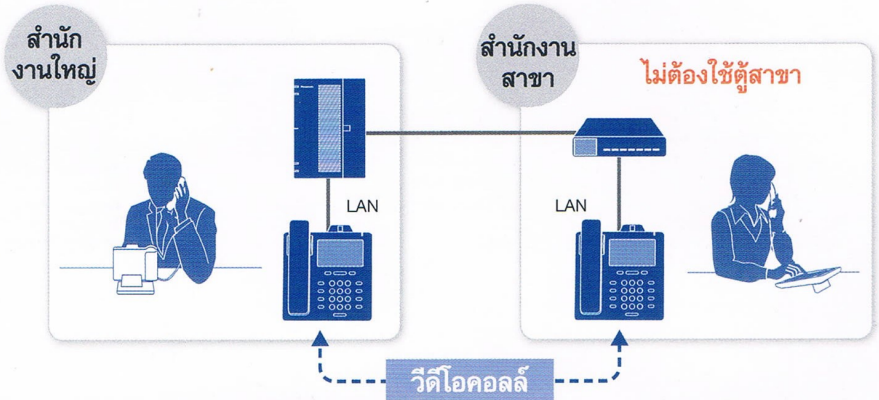 สำนัก
งานใหญ่
สำนักงาน
สาขา
ไม่ต้องใช้ตู้สาขา
LAN
LAN
วีดีโอคอลล์